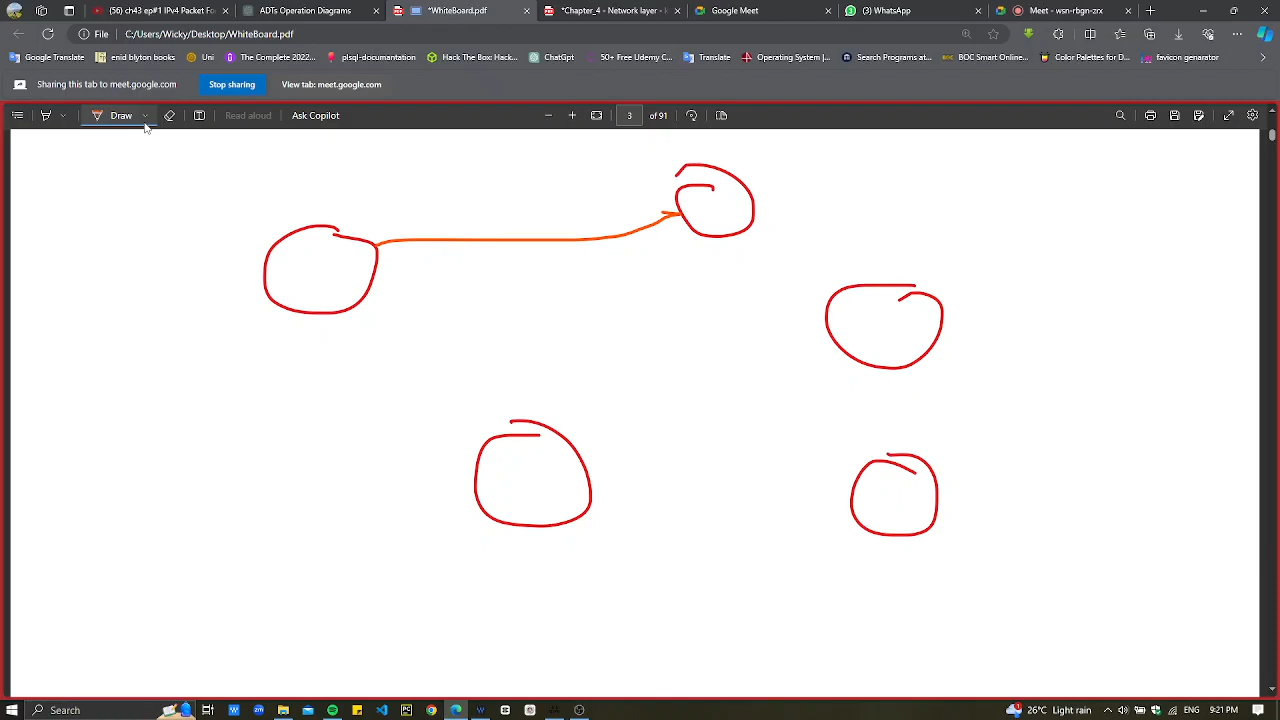 (56) ch43 ep#1 IPv4 Packet For
ADTs Operation Diagrams
*WhiteBoard.pdf
*Chapter_4 - Network layer - I
Google Meet
(3) WhatsApp
Meet - wsn-rbgn-zcx
File
C:/Users/Wicky/Desktop/WhiteBoard.pdf
Google Translate
enid blyton books
Uni
The Complete 2022...
plsql-documentation
Hack The Box: Hack...
ChatGpt
50+ Free Udemy C...
Translate
Operating System |...
Search Programs at...
BOC Smart Online...
Color Palettes for D...
favicon generator
Sharing this tab to meet.google.com
Stop sharing
View tab: meet.google.com
Draw
Read aloud
Ask Copilot
3 of 91
Search
26°C Light rain
ENG
9:21 PM